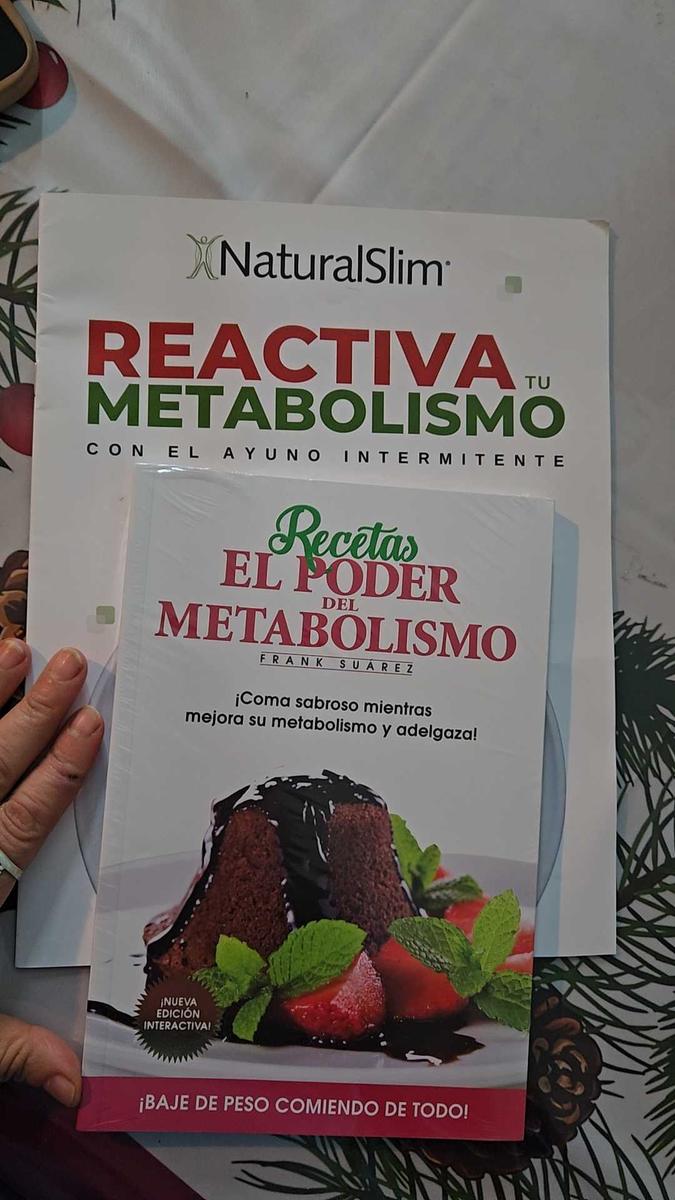 NaturalSlim®
REACTIVA TU
METABOLISMO
CON EL AYUNO INTERMITENTE
Recetas
EL PODER
DEL
METABOLISMO
FRANK SUÁREZ
¡Coma sabroso mientras
mejora su metabolismo y adelgaza!
¡NUEVA
EDICIÓN
INTERACTIVA!
¡BAJE DE PESO COMIENDO DE TODO!